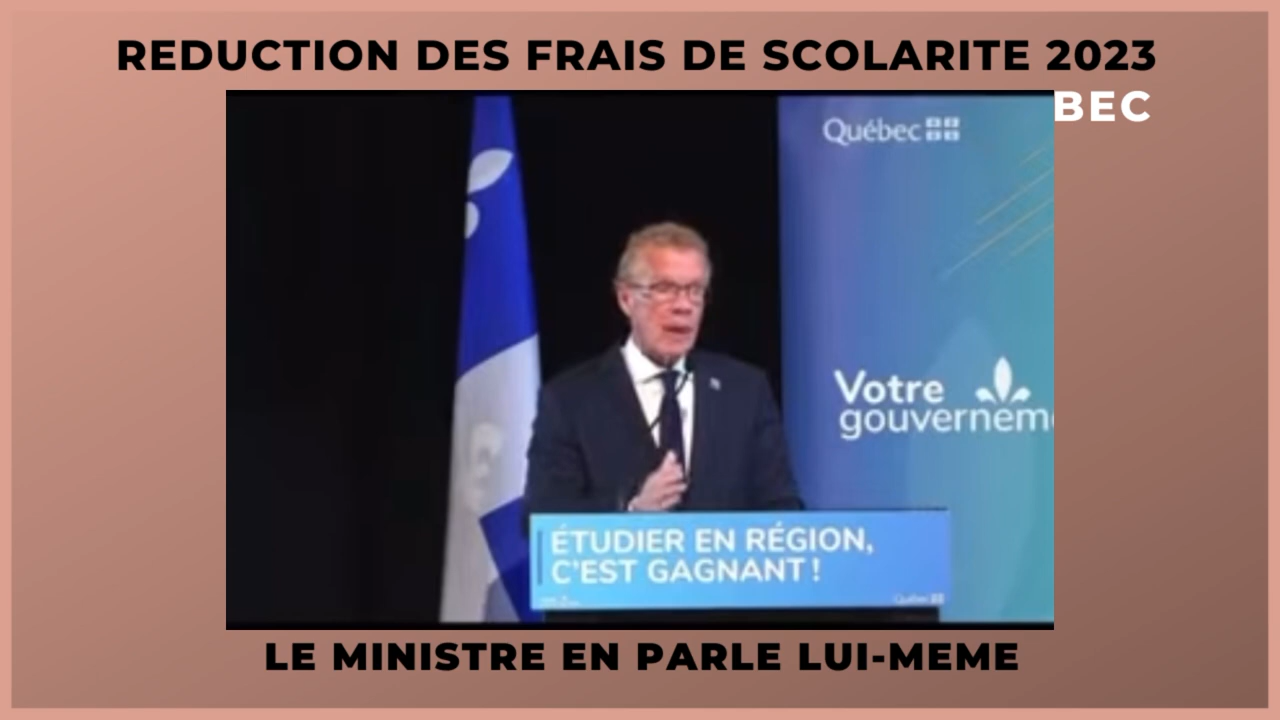 REDUCTION DES FRAIS DE SCOLARITE 2023
BEC
Québec
Votre
gouverneme
ÉTUDIER EN RÉGION,
C'EST GAGNANT !
Québec
LE MINISTRE EN PARLE LUI-MEME